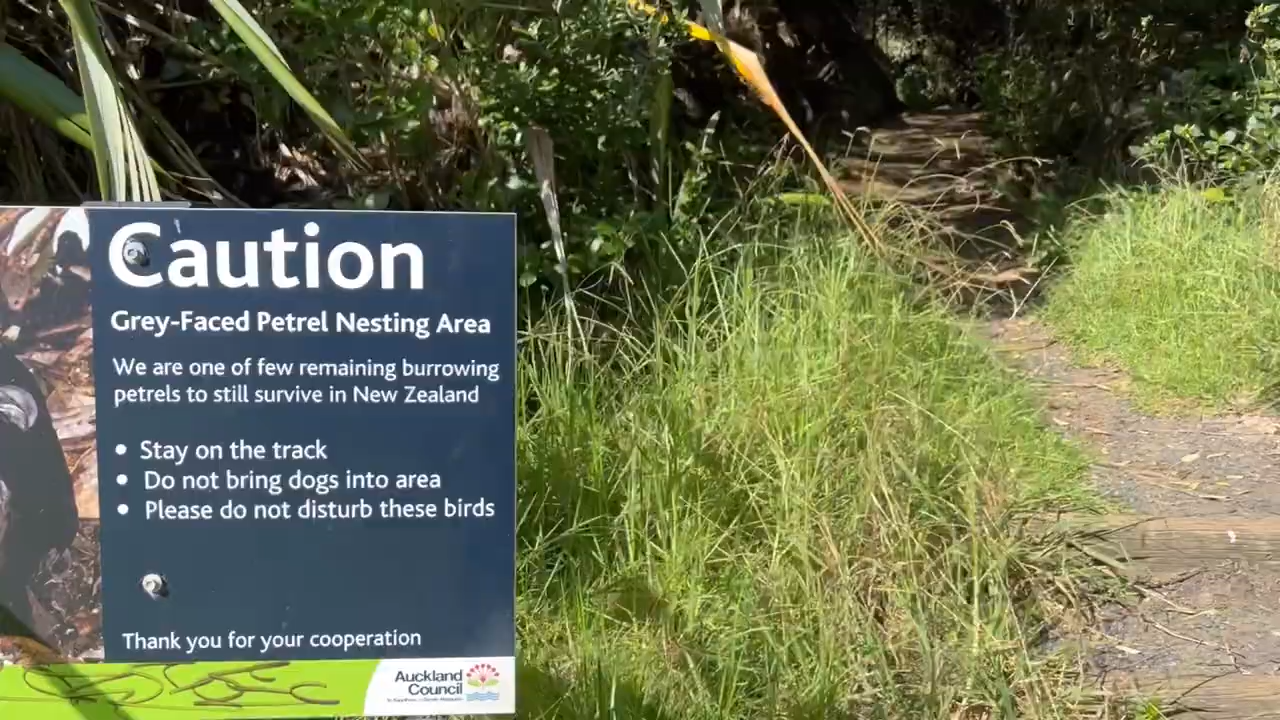 Caution
Grey-Faced Petrel Nesting Area
We are one of few remaining burrowing
petrels to still survive in New Zealand
• Stay on the track
• Do not bring dogs into area
• Please do not disturb these birds
Thank you for your cooperation
Auckland
Council